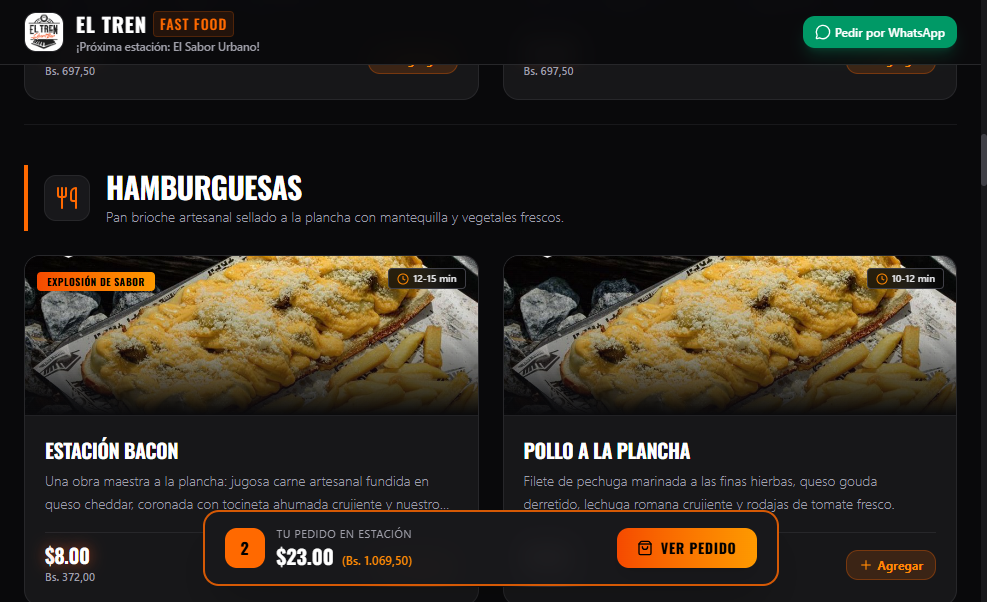 EL TREN
EL TREN FAST FOOD
¡Próxima estación: El Sabor Urbano!
Pedir por WhatsApp
Bs. 697,50
Bs. 697,50
HAMBURGUESAS
Pan brioche artesanal sellado a la plancha con mantequilla y vegetales frescos.
EXPLOSIÓN DE SABOR
12-15 min
10-12 min
ESTACIÓN BACON
Una obra maestra a la plancha: jugosa carne artesanal fundida en
queso cheddar, coronada con tocineta ahumada crujiente y nuestro...
$8.00
Bs. 372,00
POLLO A LA PLANCHA
Filete de pechuga marinada a las finas hierbas, queso gouda
derretido, lechuga romana crujiente y rodajas de tomate fresco.
+ Agregar
2
TU PEDIDO EN ESTACIÓN
$23.00 (Bs. 1.069,50)
VER PEDIDO